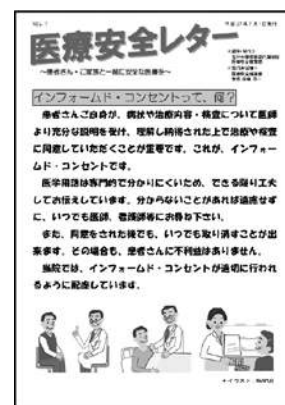 医療安全レター
～患者さん・ご家族と一緒に安全な医療を～
インフォームド・コンセントって、何?
患者さんご自身が、病状や治療内容・検査について医師
より充分な説明を受け、理解し納得された上で治療や検査
に同意していただくことが重要です。これが、インフォー
ムド・コンセントです。
医学用語は専門的で分かりにくいため、できる限り工夫
してお伝えしています。分からないことがあれば遠慮せず
に、いつでも医師、看護師等にお尋ね下さい。
また、同意をされた後でも、いつでも取り消すことが出
来ます。その場合も、患者さんに不利益はありません。
当院では、インフォームド・コンセントが適切に行われ
るように配慮しています。